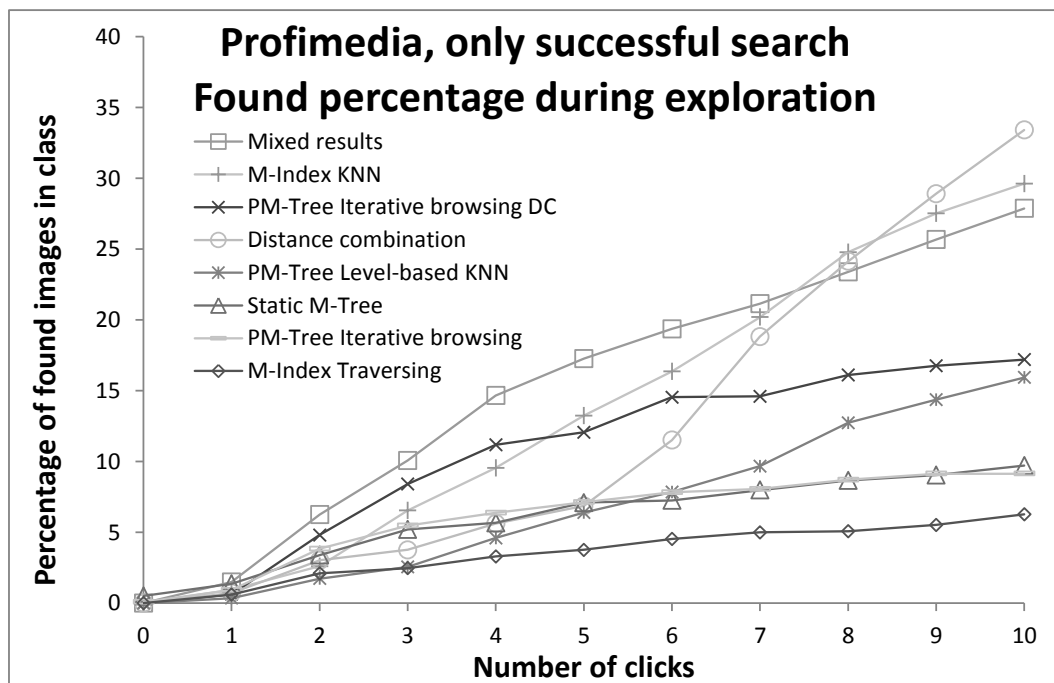 Profimedia, only successful search
Found percentage during exploration
Percentage of found images in class
40
35
30
25
20
15
10
5
0
Mixed results
M-Index KNN
PM-Tree Iterative browsing DC
Distance combination
PM-Tree Level-based KNN
Static M-Tree
PM-Tree Iterative browsing
M-Index Traversing
0 1 2 3 4 5 6 7 8 9 10
Number of clicks